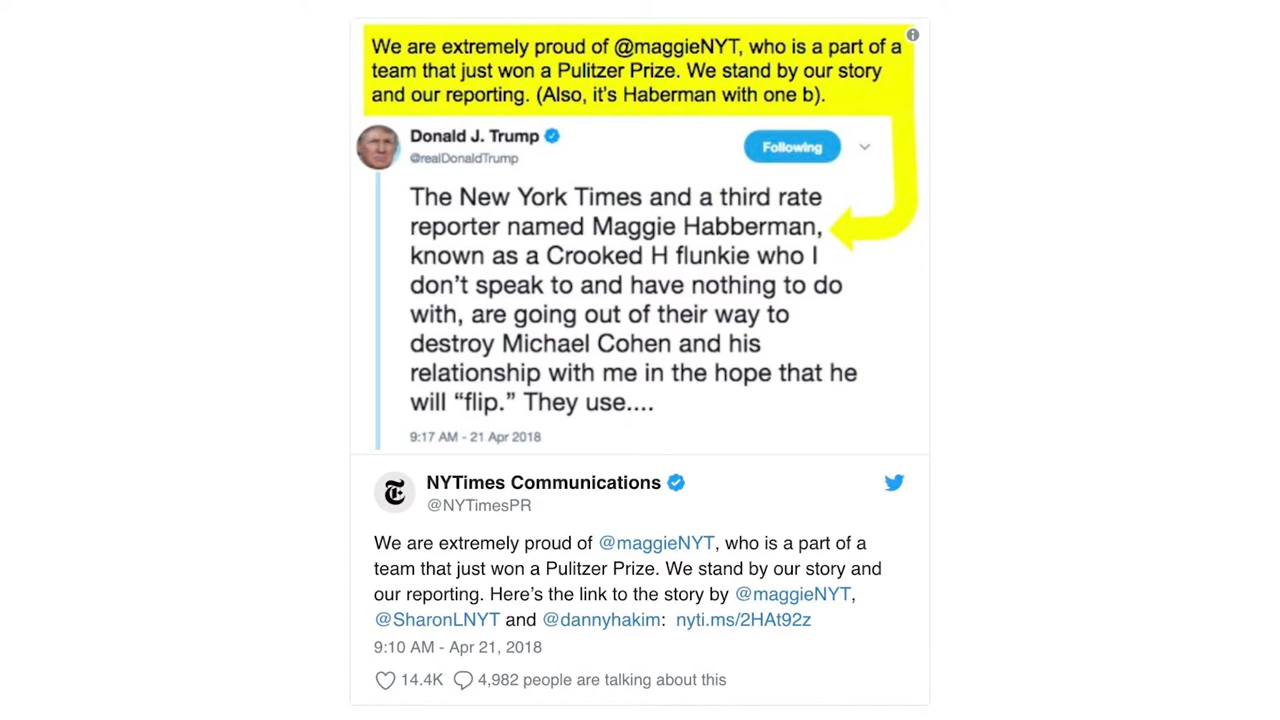 We are extremely proud of @maggieNYT, who is a part of a
team that just won a Pulitzer Prize. We stand by our story
and our reporting. (Also, it's Haberman with one b).
Donald J. Trump
@realDonaldTrump
Following
The New York Times and a third rate
reporter named Maggie Habberman,
known as a Crooked H flunkie who I
don't speak to and have nothing to do
with, are going out of their way to
destroy Michael Cohen and his
relationship with me in the hope that he
will “flip.” They use....
9:17 AM - 21 Apr 2018
NYTimes Communications
@NYTimesPR
We are extremely proud of @maggieNYT, who is a part of a
team that just won a Pulitzer Prize. We stand by our story and
our reporting. Here’s the link to the story by @maggieNYT,
@SharonLNYT and @dannyhakim: nyti.ms/2HAt92z
9:10 AM - Apr 21, 2018
14.4K 4,982 people are talking about this